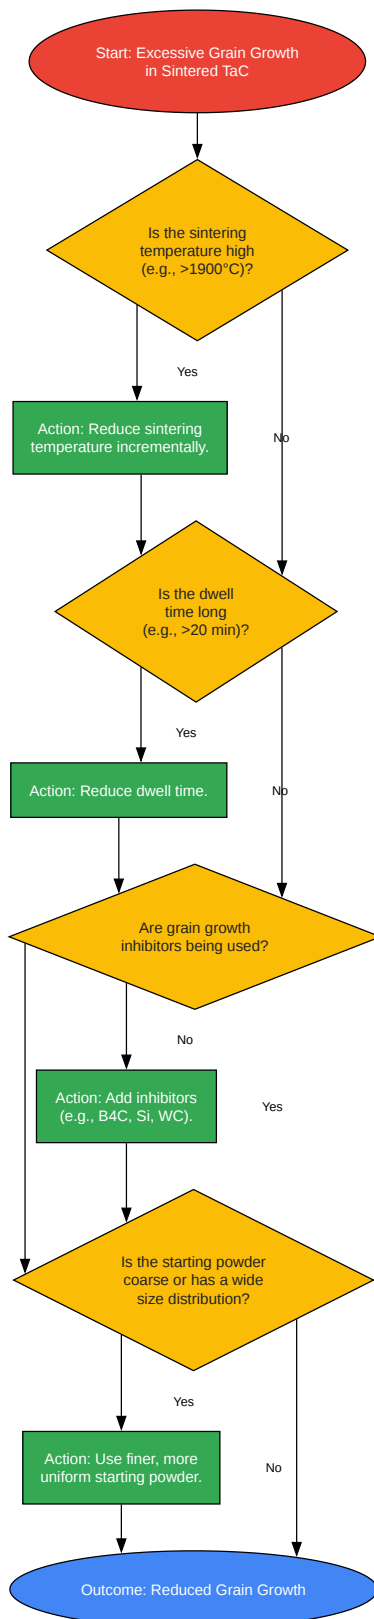 Start: Excessive Grain Growth
in Sintered TaC
Is the sintering
temperature high
(e.g., >1900°C)?
Yes
Action: Reduce sintering
temperature incrementally.
No
Is the dwell
time long
(e.g., >20 min)?
Yes
Action: Reduce dwell time.
No
Are grain growth
inhibitors being used?
No
Action: Add inhibitors
(e.g., B4C, Si, WC).
Yes
Is the starting powder
coarse or has a wide
size distribution?
Yes
Action: Use finer, more
uniform starting powder.
No
Outcome: Reduced Grain Growth